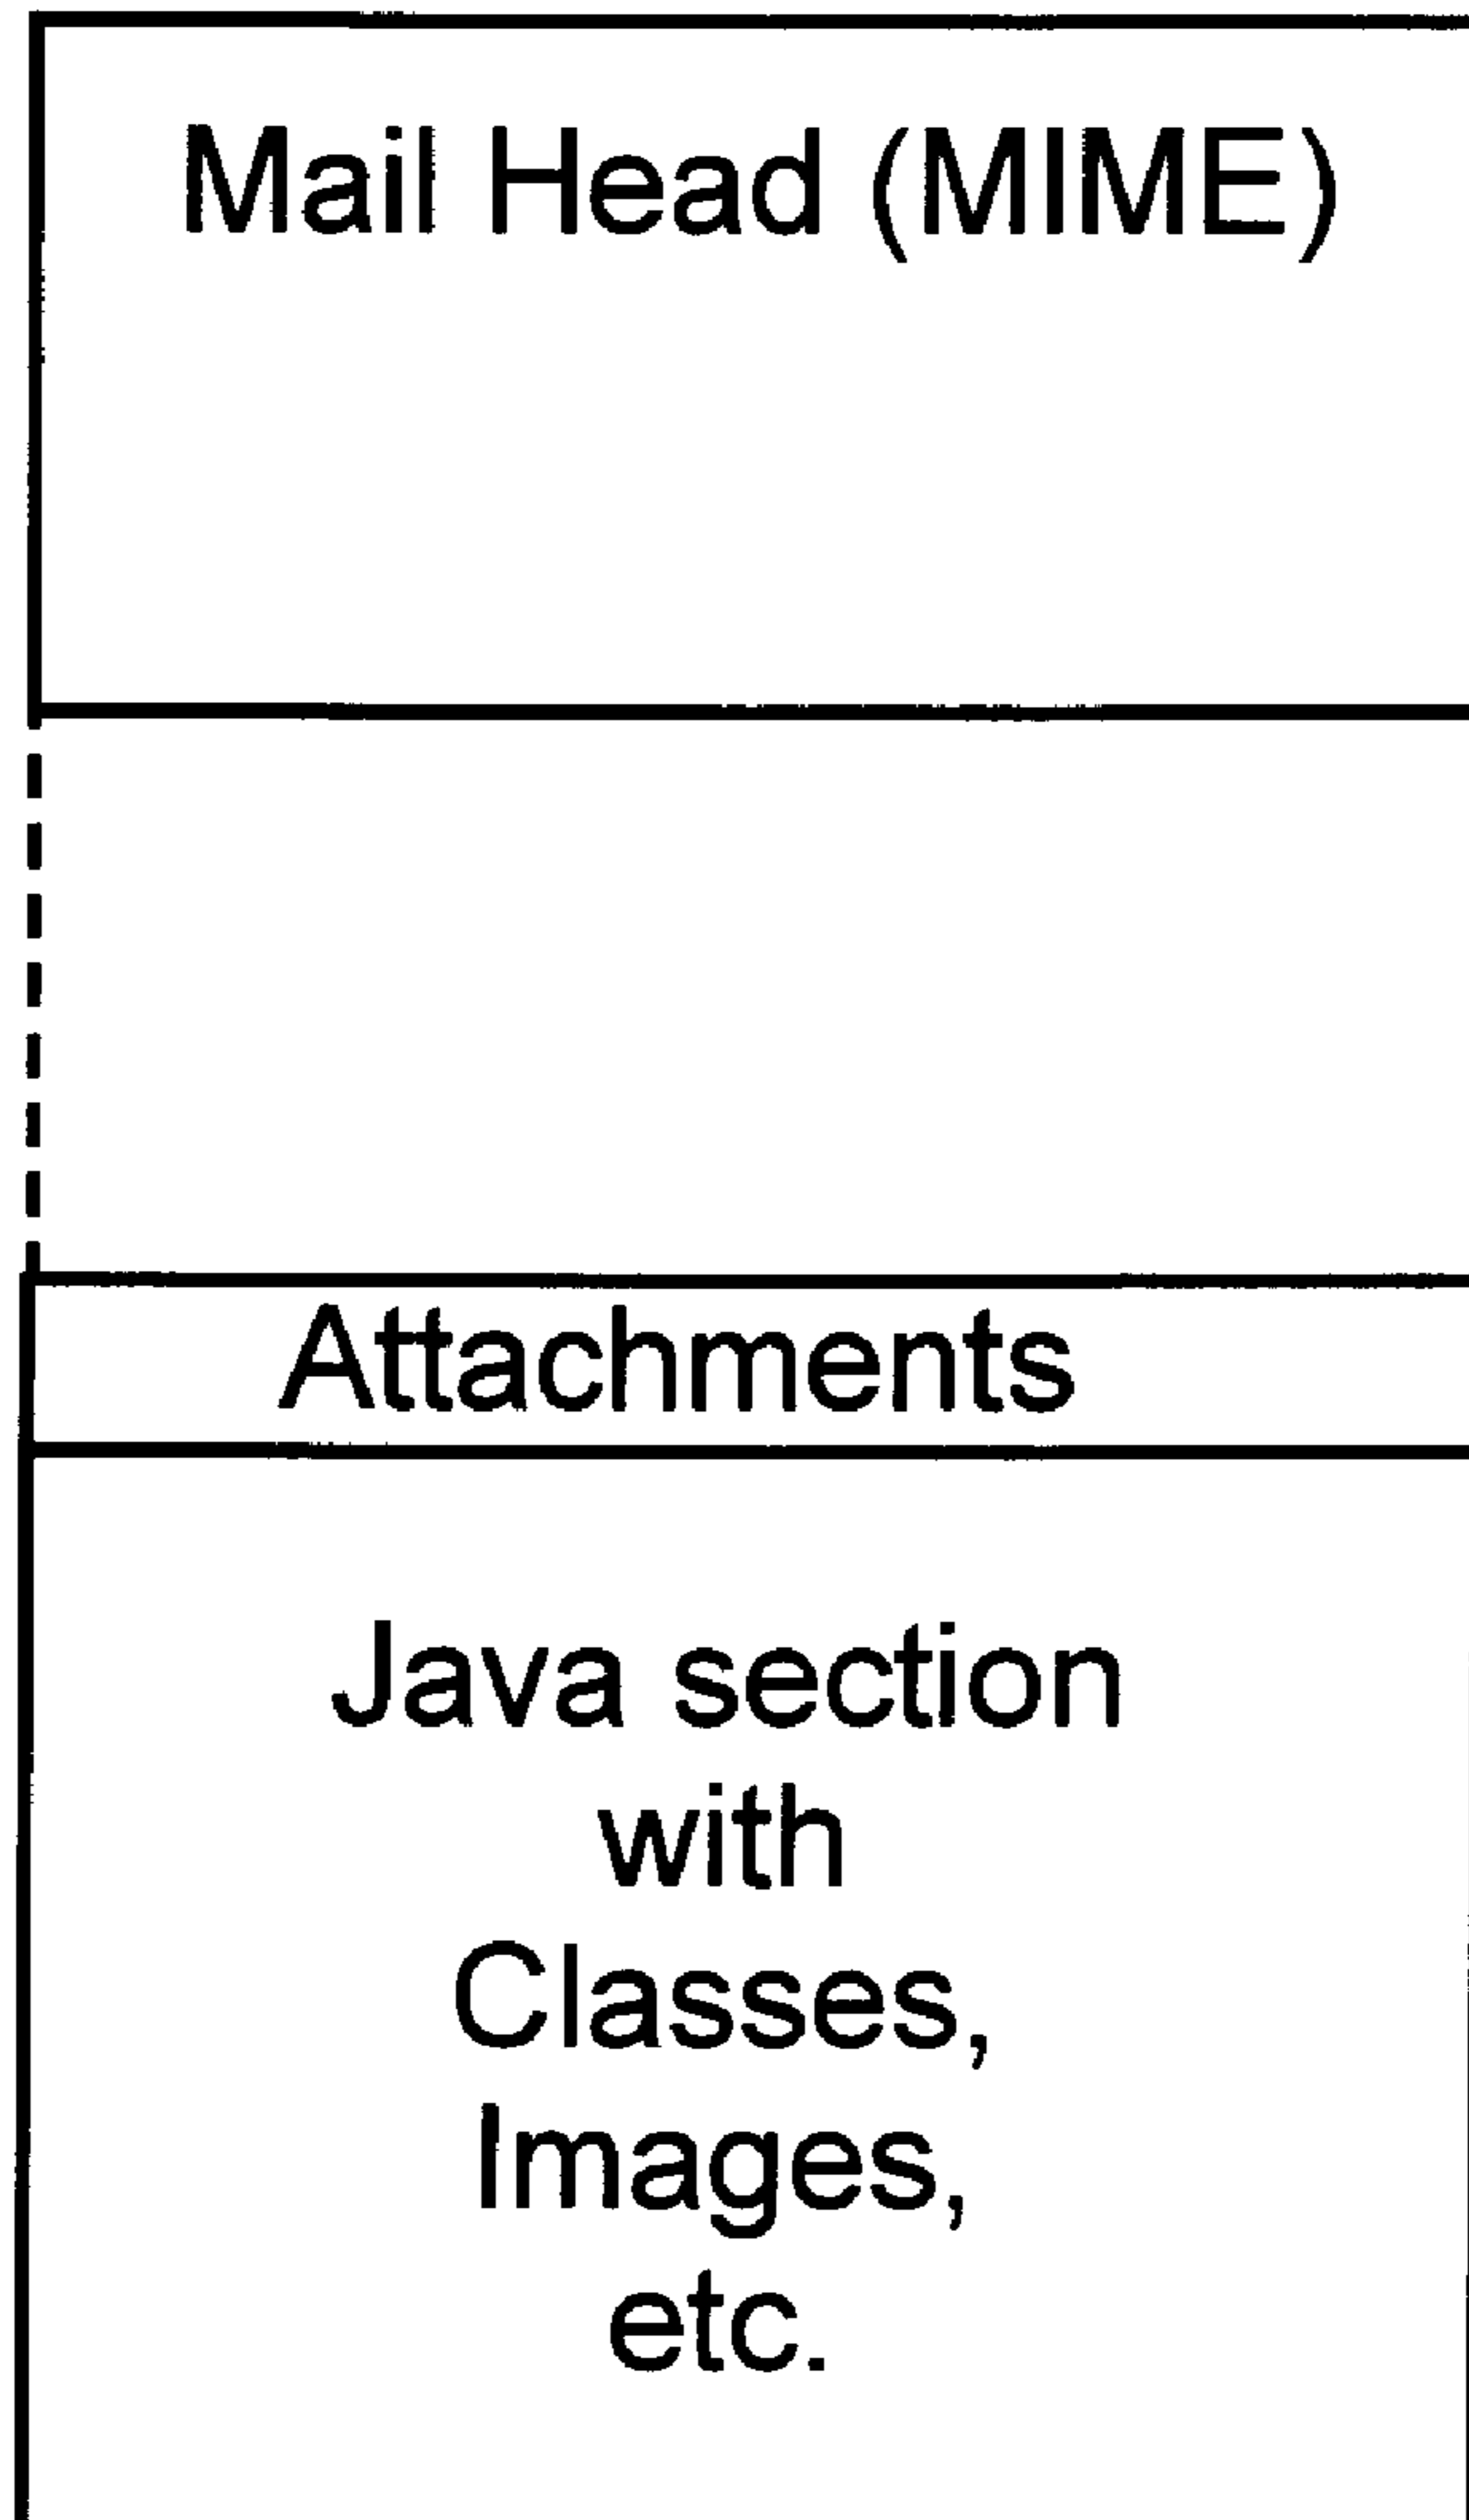 Mail Head (MIME)
Attachments
Java section
with
Classes,
Images,
etc.